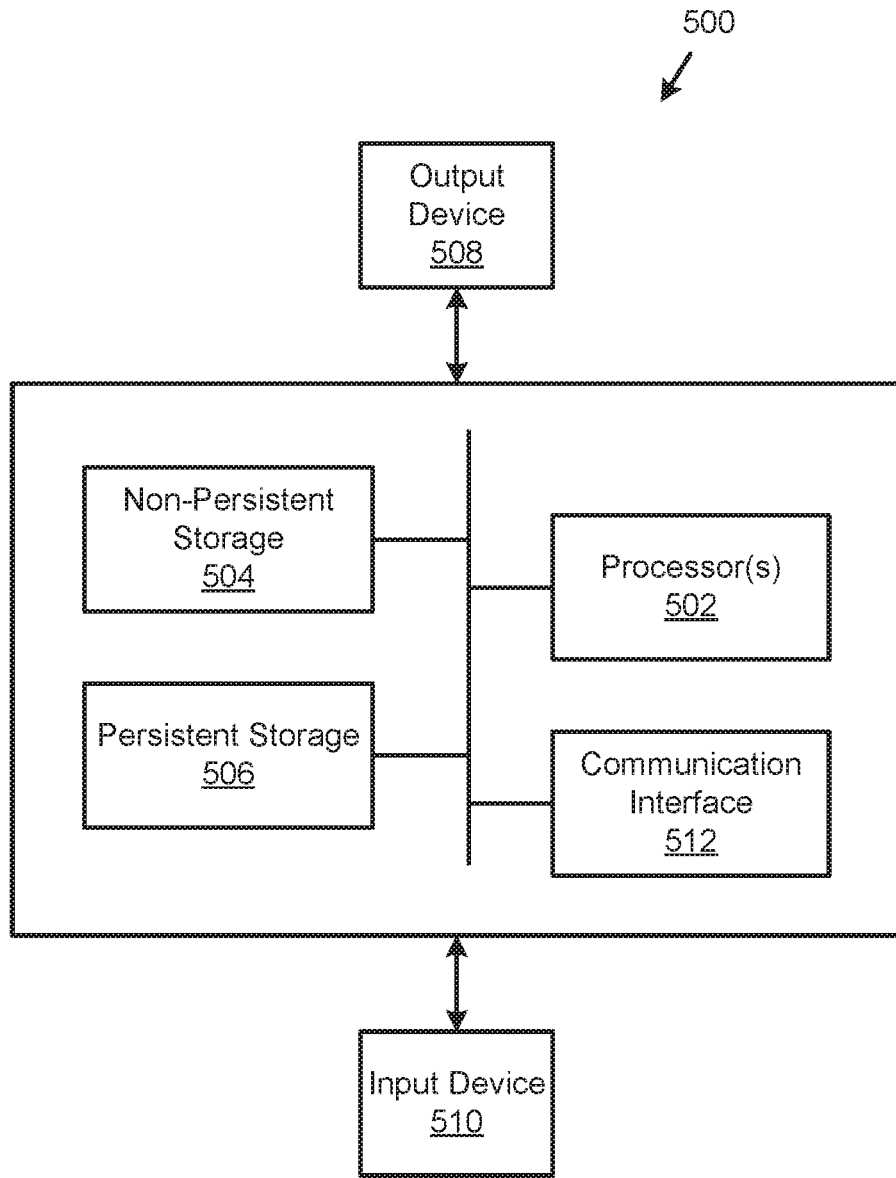 500
Output
Device
508
Non-Persistent
Storage
504
Processor(s)
502
Persistent Storage
506
Communication
Interface
512
Input Device
510